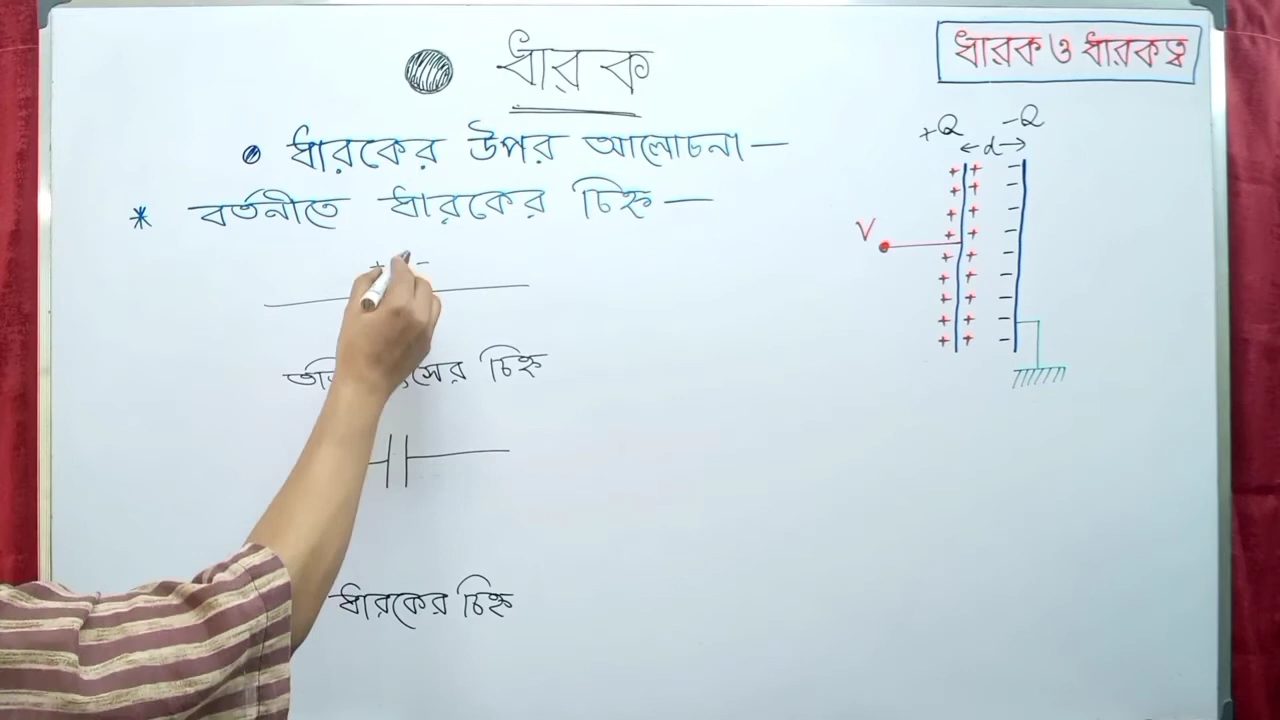 ধারক
ধারক ও ধারকত্ব
ধারকের উপর আলোচনা —
* বর্তনীতে ধারকের চিহ্ন —
চিহ্ন
ধারকের চিহ্ন
+Q
-Q
← d →
V